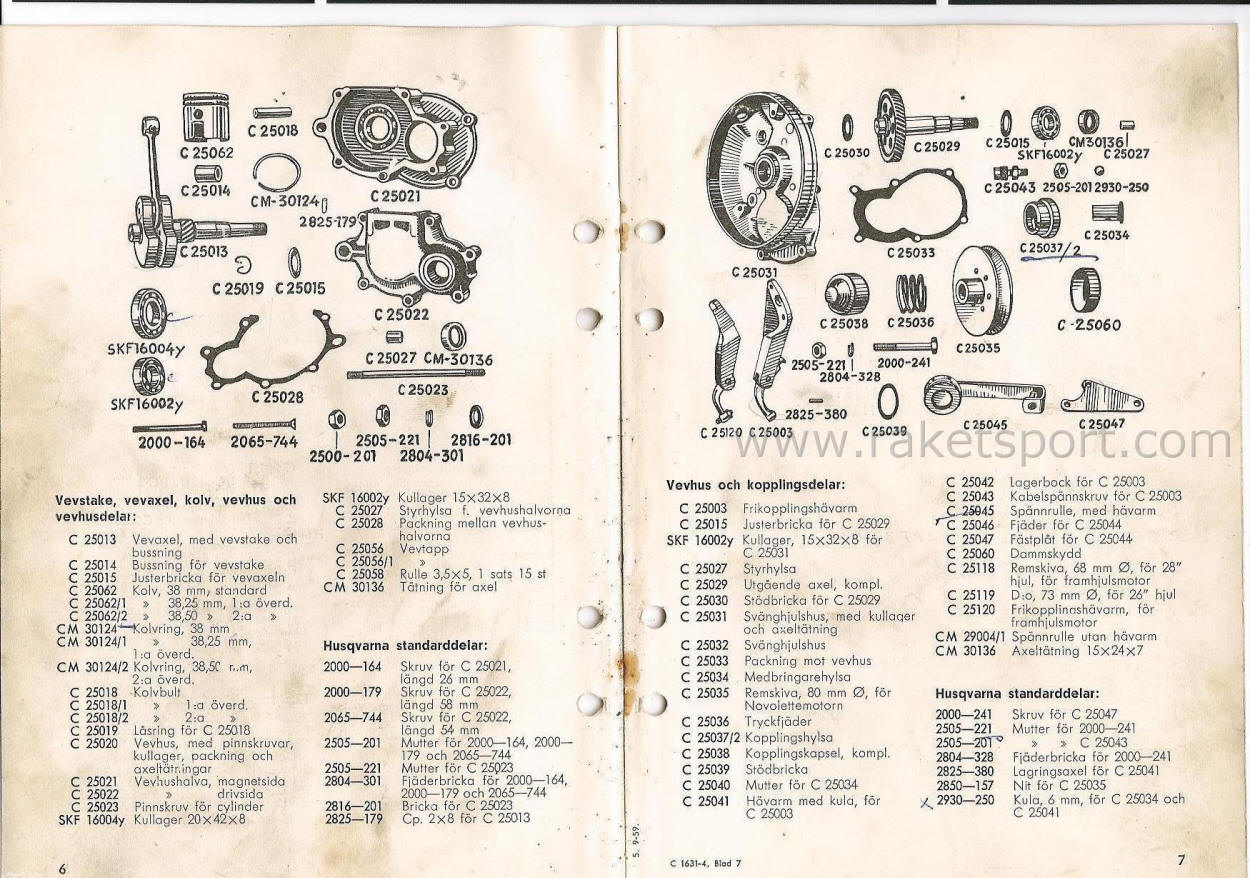 C 25062
C 25018
C 25014
CM-30124
C 25021
2825-179
C 25013
C 25019
C 25015
C 25022
SKF16004y
C 25027
CM-30136
SKF16002y
C 25028
C 25023
2000-164
2065-744
2500-201
2505-221
2804-301
2816-201
Vevstake, vevaxel, kolv, vevhus och
vevhusdelar:
C 25013 Vevaxel, med vevstake och
bussning
C 25014 Bussning för vevstake
C 25015 Justerbricka för vevaxeln
C 25062 Kolv, 38 mm, standard
C 25062/1 » 38,25 mm, 1:a överd.
C 25062/2 » 38,50 » 2:a »
CM 30124 Kolvring, 38 mm
CM 30124/1 » 38,25 mm,
1:a överd.
CM 30124/2 Kolvring, 38,50 mm,
2:a överd.
C 25018 Kolvbult
C 25018/1 » 1:a överd.
C 25018/2 » 2:a »
C 25019 Låsring för C 25018
C 25020 Vevhus, med pinnskruvar,
kullager, packning och
axeltätningar
C 25021 Vevhushalva, magnetsida
C 25022 » drivsida
C 25023 Pinnskruv för cylinder
SKF 16004y Kullager 20×42×8
SKF 16002y Kullager 15×32×8
C 25027 Styrhylsa f. vevhushalvorna
C 25028 Packning mellan vevhus-
halvorna
C 25056 Vevtapp
C 25056/1 »
C 25058 Rulle 3,5×5, 1 sats 15 st
CM 30136 Tätning för axel
Husqvarna standarddelar:
2000—164 Skruv för C 25021,
längd 26 mm
2000—179 Skruv för C 25022,
längd 58 mm
2065—744 Skruv för C 25022,
längd 54 mm
2505—201 Mutter för 2000—164, 2000—
179 och 2065—744
2505—221 Mutter för C 25023
2804—301 Fjäderbricka för 2000—164,
2000—179 och 2065—744
2816—201 Bricka för C 25023
2825—179 Cp. 2×8 för C 25013
6
5. 9-59.
C 25031
C 25030
C 25029
C 25015
SKF16002y
CM30136
C 25027
C 25043
2505-201
2930-250
C 25033
C 25037/2
C 25034
C 25038
C 25036
C 25035
C-25060
2505-221
2804-328
2000-241
2825-380
C 25120
C 25003
C 25039
C 25045
C 25047
www.raketsport.com
Vevhus och kopplingsdelar:
C 25003 Frikopplingshävarm
C 25015 Justerbricka för C 25029
SKF 16002y Kullager, 15×32×8 för
C 25031
C 25027 Styrhylsa
C 25029 Utgående axel, kompl.
C 25030 Stödbricka för C 25029
C 25031 Svänghjulshus, med kullager
och axeltätning
C 25032 Svänghjulshus
C 25033 Packning mot vevhus
C 25034 Medbringarehylsa
C 25035 Remskiva, 80 mm Ø, för
Novolettemotorn
C 25036 Tryckfjäder
C 25037/2 Kopplingshylsa
C 25038 Kopplingskapsel, kompl.
C 25039 Stödbricka
C 25040 Mutter för C 25034
C 25041 Hävarm med kula, för
C 25003
C 25042 Lagerbock för C 25003
C 25043 Kabelspännskruv för C 25003
C 25045 Spännrulle, med hävarm
C 25046 Fjäder för C 25044
C 25047 Fästplåt för C 25044
C 25060 Dammskydd
C 25118 Remskiva, 68 mm Ø, för 28″
hjul, för framhjulsmotor
C 25119 D:o, 73 mm Ø, för 26″ hjul
C 25120 Frikopplingshävarm, för
framhjulsmotor
CM 29004/1 Spännrulle utan hävarm
CM 30136 Axeltätning 15×24×7
Husqvarna standarddelar:
2000—241 Skruv för C 25047
2505—221 Mutter för 2000—241
2505—201 » » C 25043
2804—328 Fjäderbricka för 2000—241
2825—380 Lagringsaxel för C 25041
2850—157 Nit för C 25035
x 2930—250 Kula, 6 mm, för C 25034 och
C 25041
C 1631-4, Blad 7
7